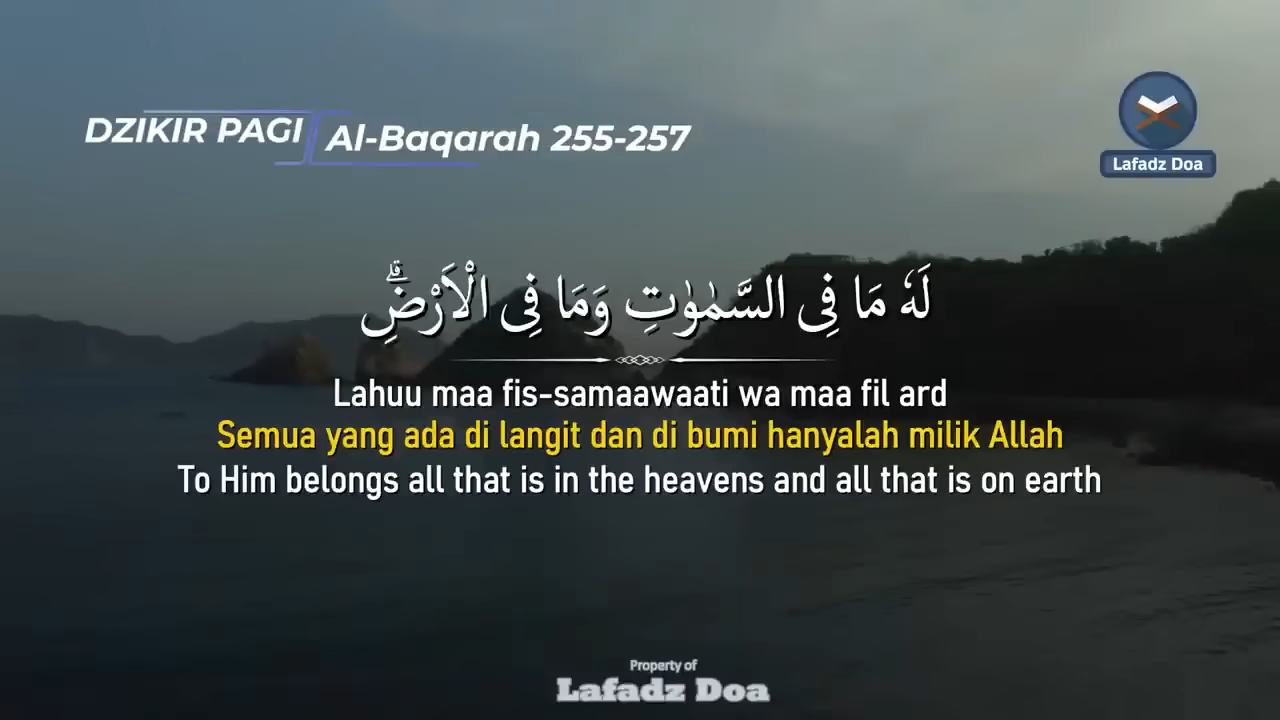 DZIKIR PAGI
Al-Baqarah 255-257
Lafadz Doa
لَهٗ مَا فِى السَّمٰوٰتِ وَمَا فِى الْاَرْضِۗ
Lahuu maa fis-samaawaati wa maa fil ard
Semua yang ada di langit dan di bumi hanyalah milik Allah
To Him belongs all that is in the heavens and all that is on earth
Property of
Lafadz Doa